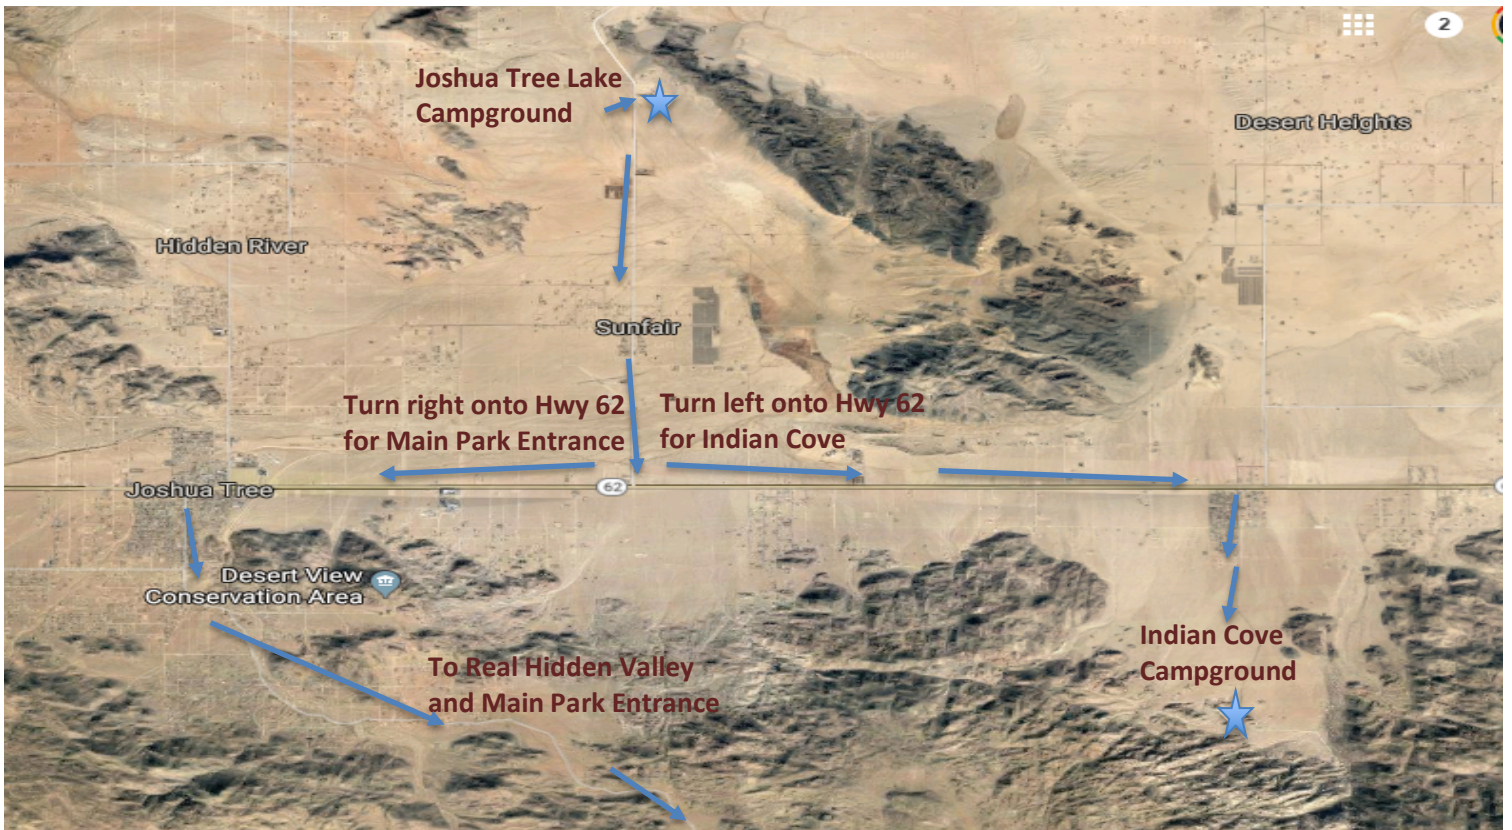 2
Joshua Tree Lake
Campground
Desert Heights
Hidden River
Sunfair
Turn right onto Hwy 62
for Main Park Entrance
Turn left onto Hwy 62
for Indian Cove
Joshua Tree
62
Desert View
Conservation Area
Indian Cove
Campground
To Real Hidden Valley
and Main Park Entrance